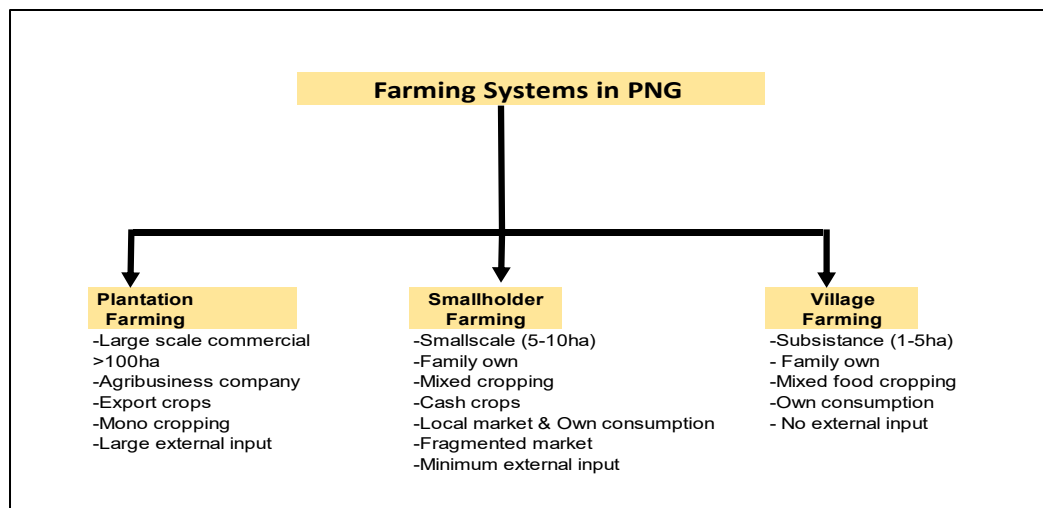 Farming Systems in PNG
Plantation
Farming
-Large scale commercial
>100ha
-Agribusiness company
-Export crops
-Mono cropping
-Large external input
Smallholder
Farming
-Smallscale (5-10ha)
-Family own
-Mixed cropping
-Cash crops
-Local market & Own consumption
-Fragmented market
-Minimum external input
Village
Farming
-Subsistance (1-5ha)
- Family own
-Mixed food cropping
-Own consumption
- No external input